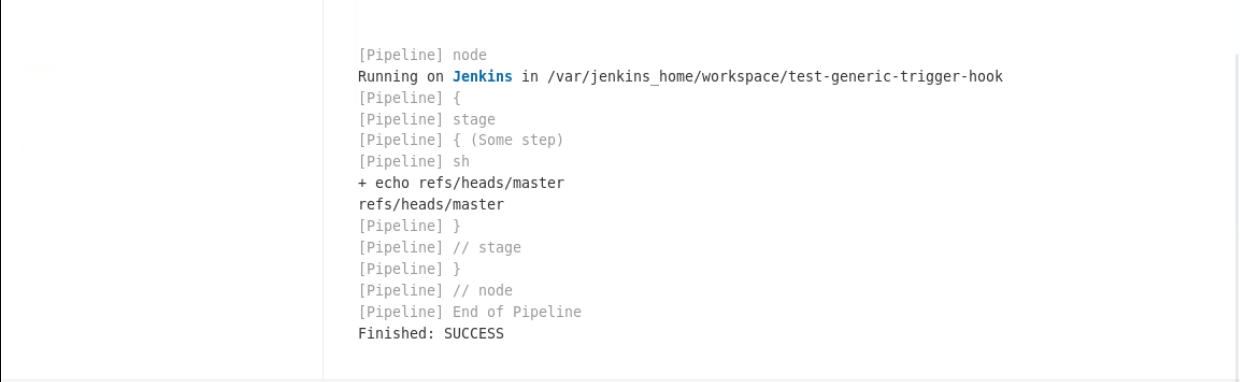 [Pipeline] node
Running on Jenkins in /var/jenkins_home/workspace/test-generic-trigger-hook
[Pipeline] {
[Pipeline] stage
[Pipeline] { (Some step)
[Pipeline] sh
+ echo refs/heads/master
refs/heads/master
[Pipeline] }
[Pipeline] // stage
[Pipeline] }
[Pipeline] // node
[Pipeline] End of Pipeline
Finished: SUCCESS